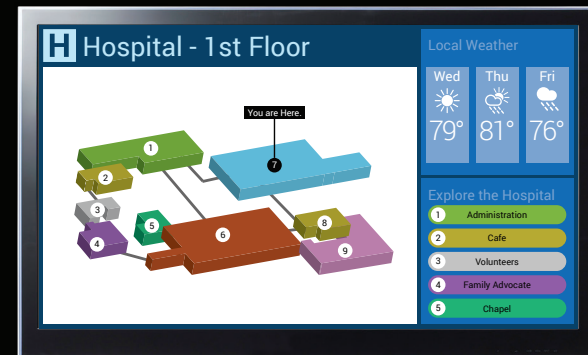 H Hospital - 1st Floor
You are Here.
1
2
3
4
5
6
7
8
9
Local Weather
Wed Thu Fri
79° 81° 76°
Explore the Hospital
1 Administration
2 Cafe
3 Volunteers
4 Family Advocate
5 Chapel